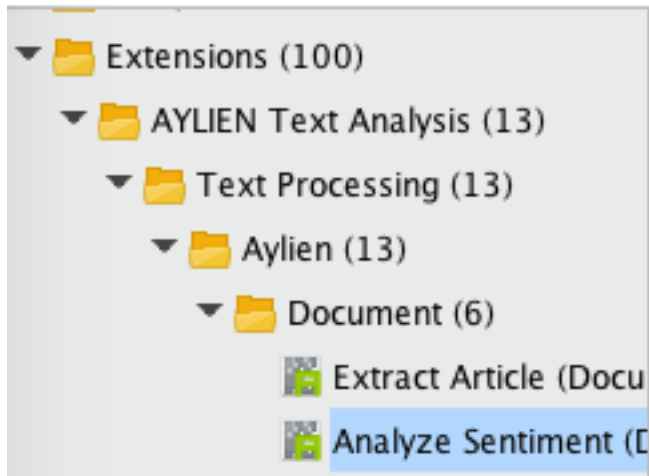 Extensions (100)
AYLIEN Text Analysis (13)
Text Processing (13)
Aylien (13)
Document (6)
Extract Article (Docu
Analyze Sentiment (D